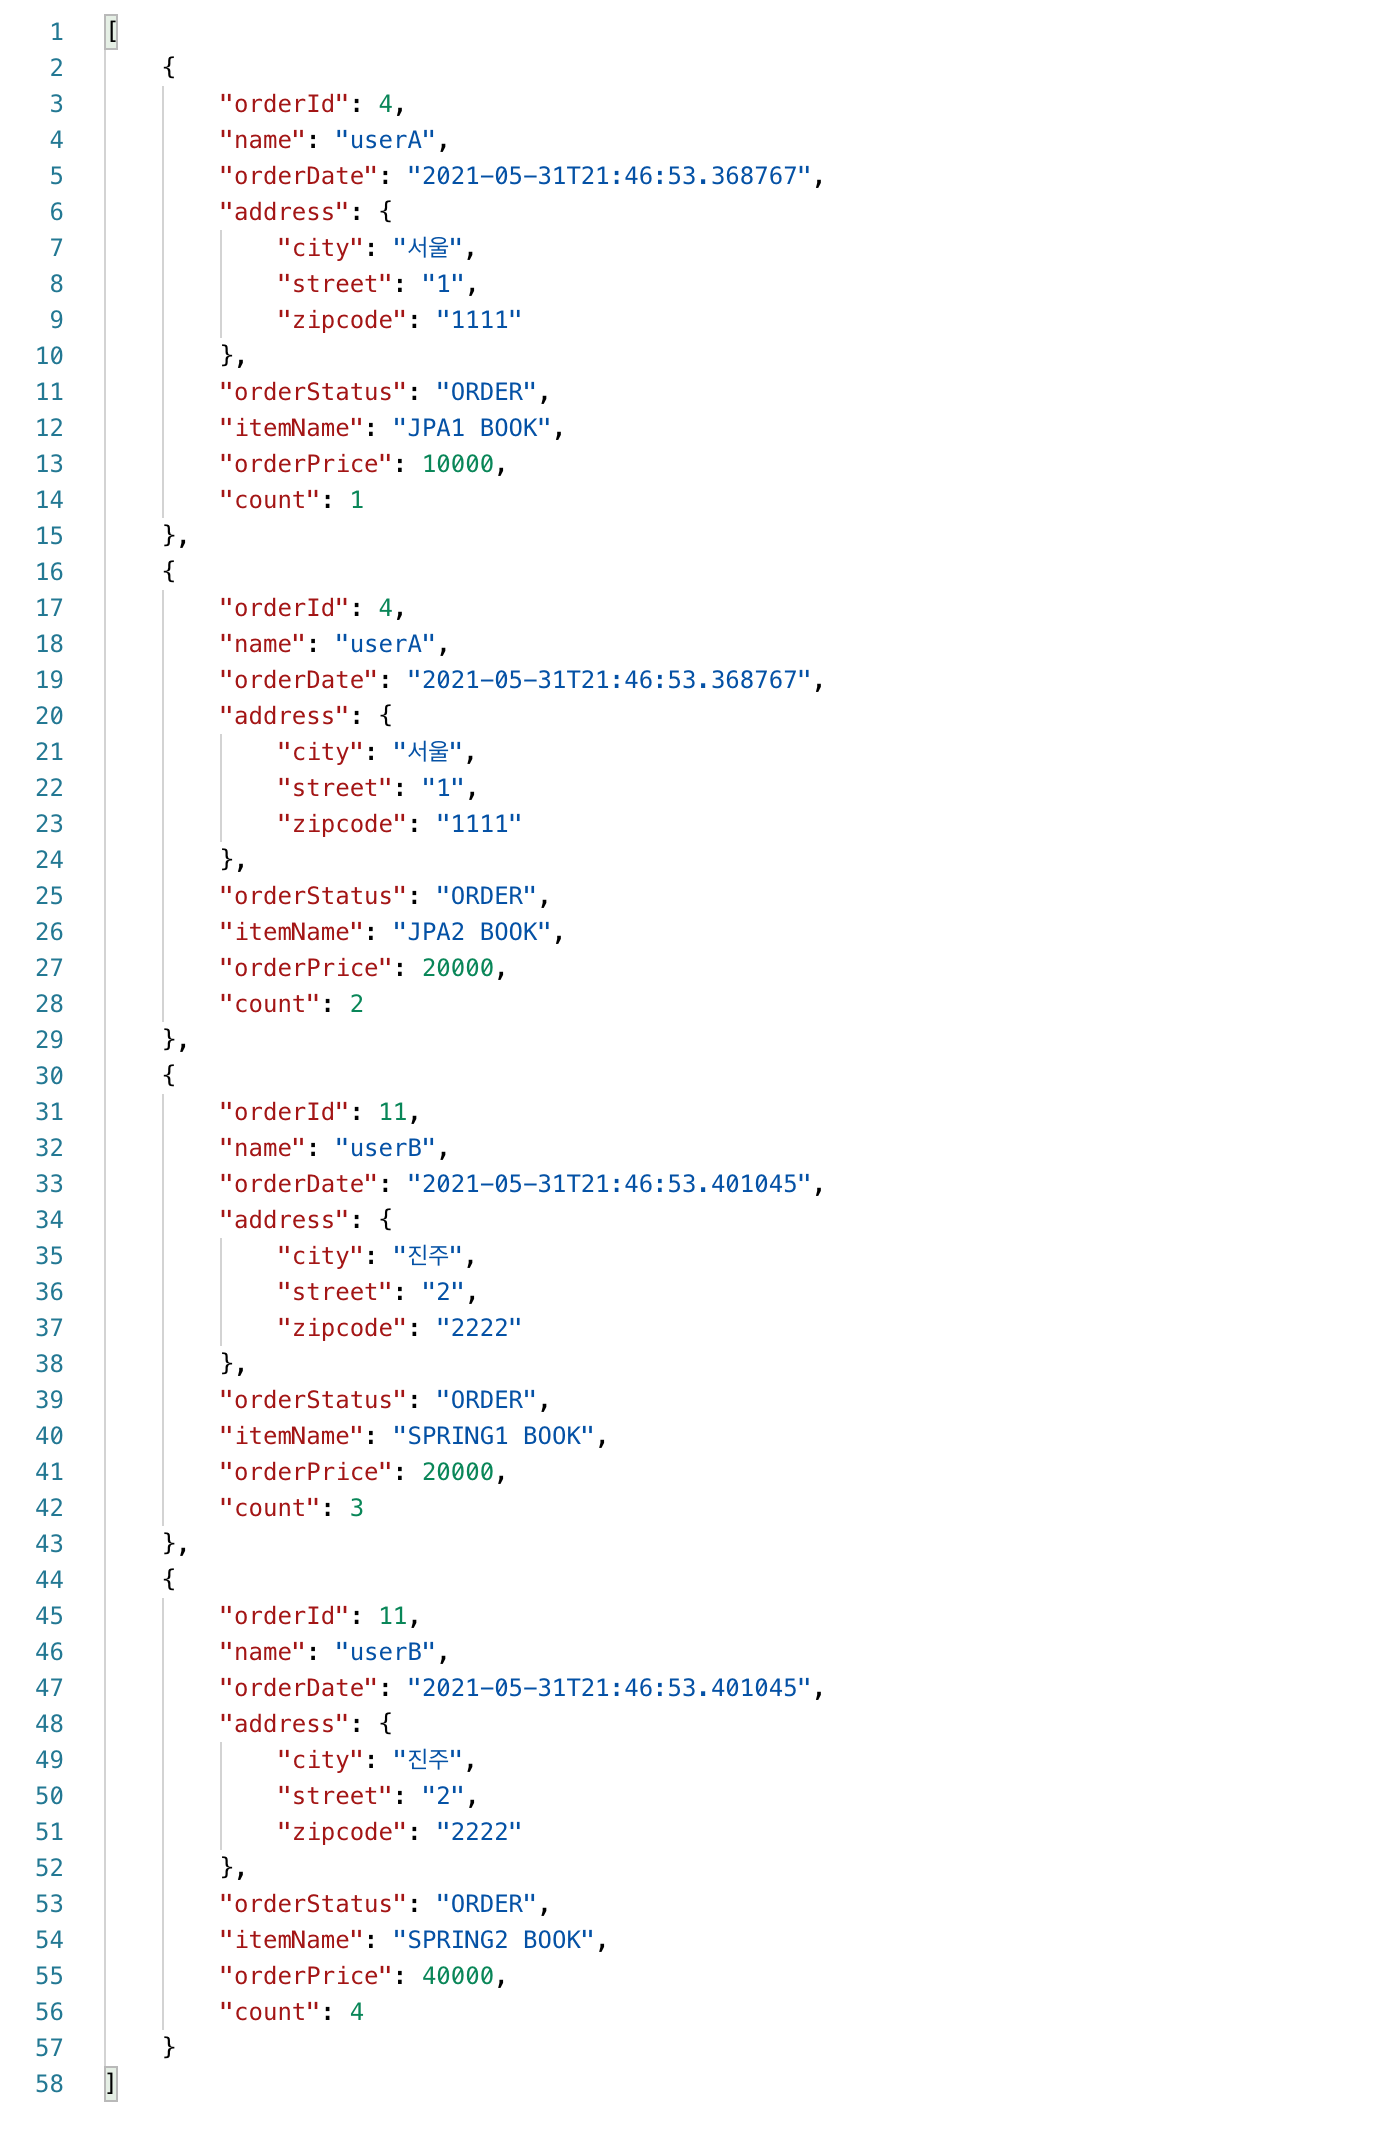 1 [
2 {
3 "orderId": 4,
4 "name": "userA",
5 "orderDate": "2021-05-31T21:46:53.368767",
6 "address": {
7 "city": "서울",
8 "street": "1",
9 "zipcode": "1111"
10 },
11 "orderStatus": "ORDER",
12 "itemName": "JPA1 BOOK",
13 "orderPrice": 10000,
14 "count": 1
15 },
16 {
17 "orderId": 4,
18 "name": "userA",
19 "orderDate": "2021-05-31T21:46:53.368767",
20 "address": {
21 "city": "서울",
22 "street": "1",
23 "zipcode": "1111"
24 },
25 "orderStatus": "ORDER",
26 "itemName": "JPA2 BOOK",
27 "orderPrice": 20000,
28 "count": 2
29 },
30 {
31 "orderId": 11,
32 "name": "userB",
33 "orderDate": "2021-05-31T21:46:53.401045",
34 "address": {
35 "city": "진주",
36 "street": "2",
37 "zipcode": "2222"
38 },
39 "orderStatus": "ORDER",
40 "itemName": "SPRING1 BOOK",
41 "orderPrice": 20000,
42 "count": 3
43 },
44 {
45 "orderId": 11,
46 "name": "userB",
47 "orderDate": "2021-05-31T21:46:53.401045",
48 "address": {
49 "city": "진주",
50 "street": "2",
51 "zipcode": "2222"
52 },
53 "orderStatus": "ORDER",
54 "itemName": "SPRING2 BOOK",
55 "orderPrice": 40000,
56 "count": 4
57 }
58 ]